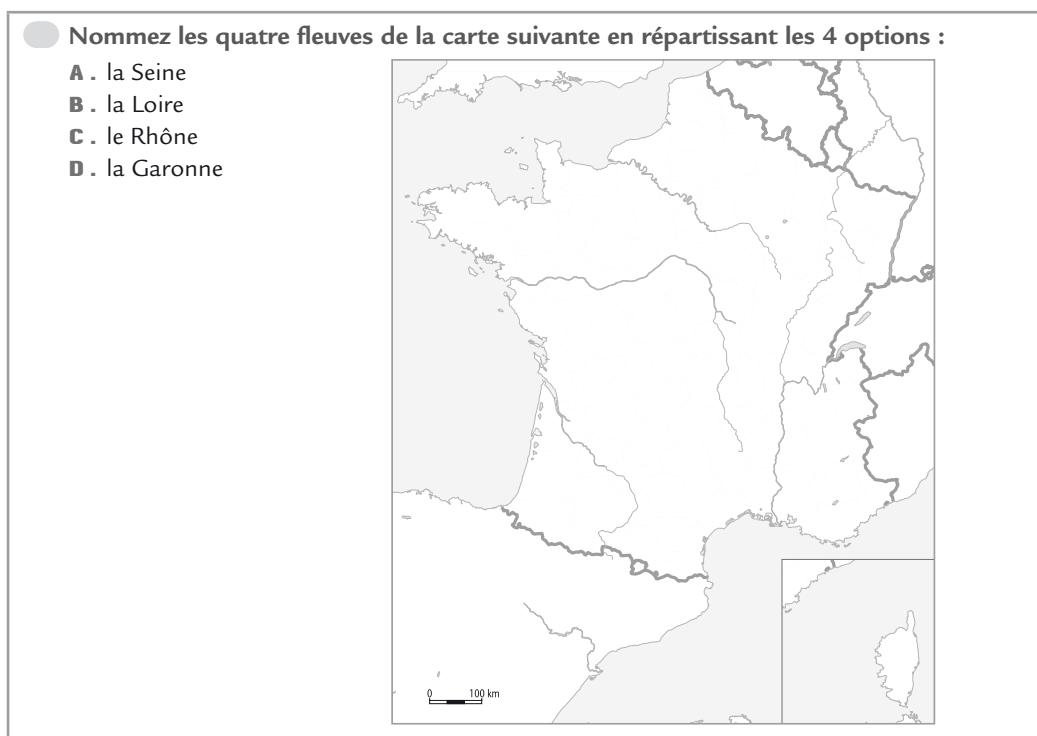 Nommez les quatre fleuves de la carte suivante en répartissant les 4 options :
A . la Seine
B . la Loire
C . le Rhône
D . la Garonne
0 100 km